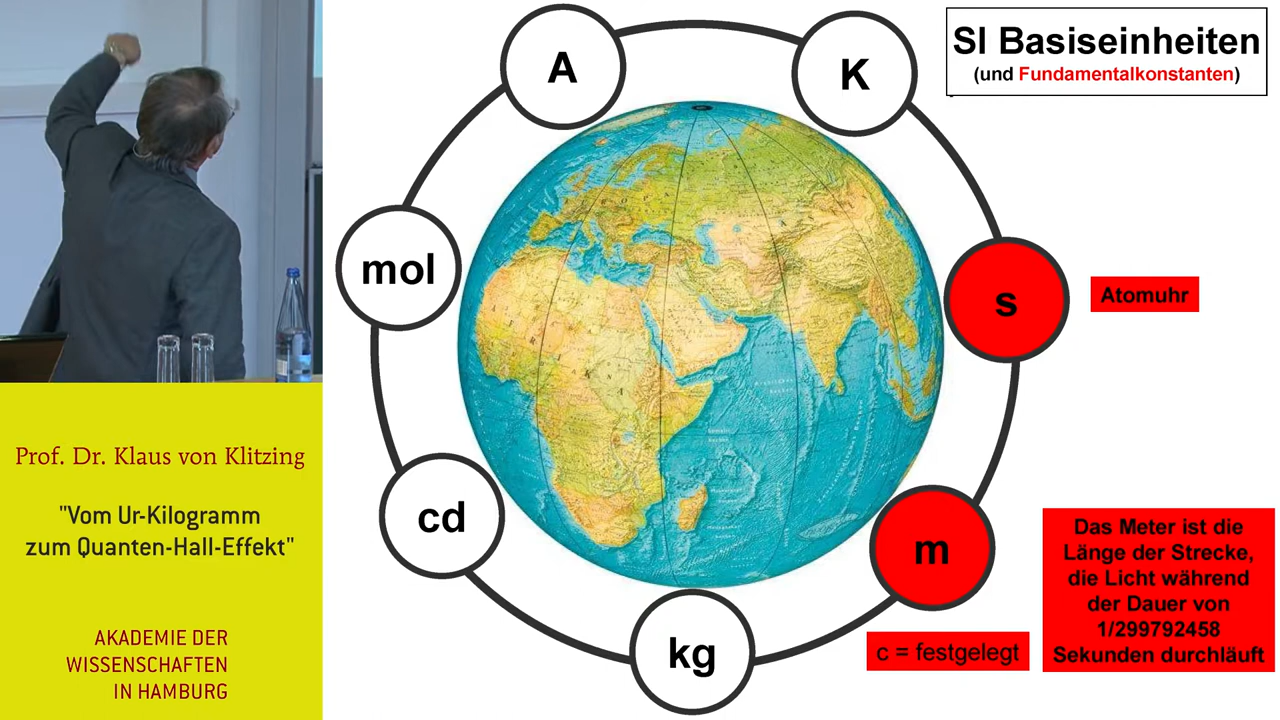 SI Basiseinheiten
(und Fundamentalkonstanten)
A
K
mol
s
Atomuhr
cd
m
kg
c = festgelegt
Das Meter ist die
Länge der Strecke,
die Licht während
der Dauer von
1/299792458
Sekunden durchläuft
Prof. Dr. Klaus von Klitzing
"Vom Ur-Kilogramm
zum Quanten-Hall-Effekt"
AKADEMIE DER
WISSENSCHAFTEN
IN HAMBURG